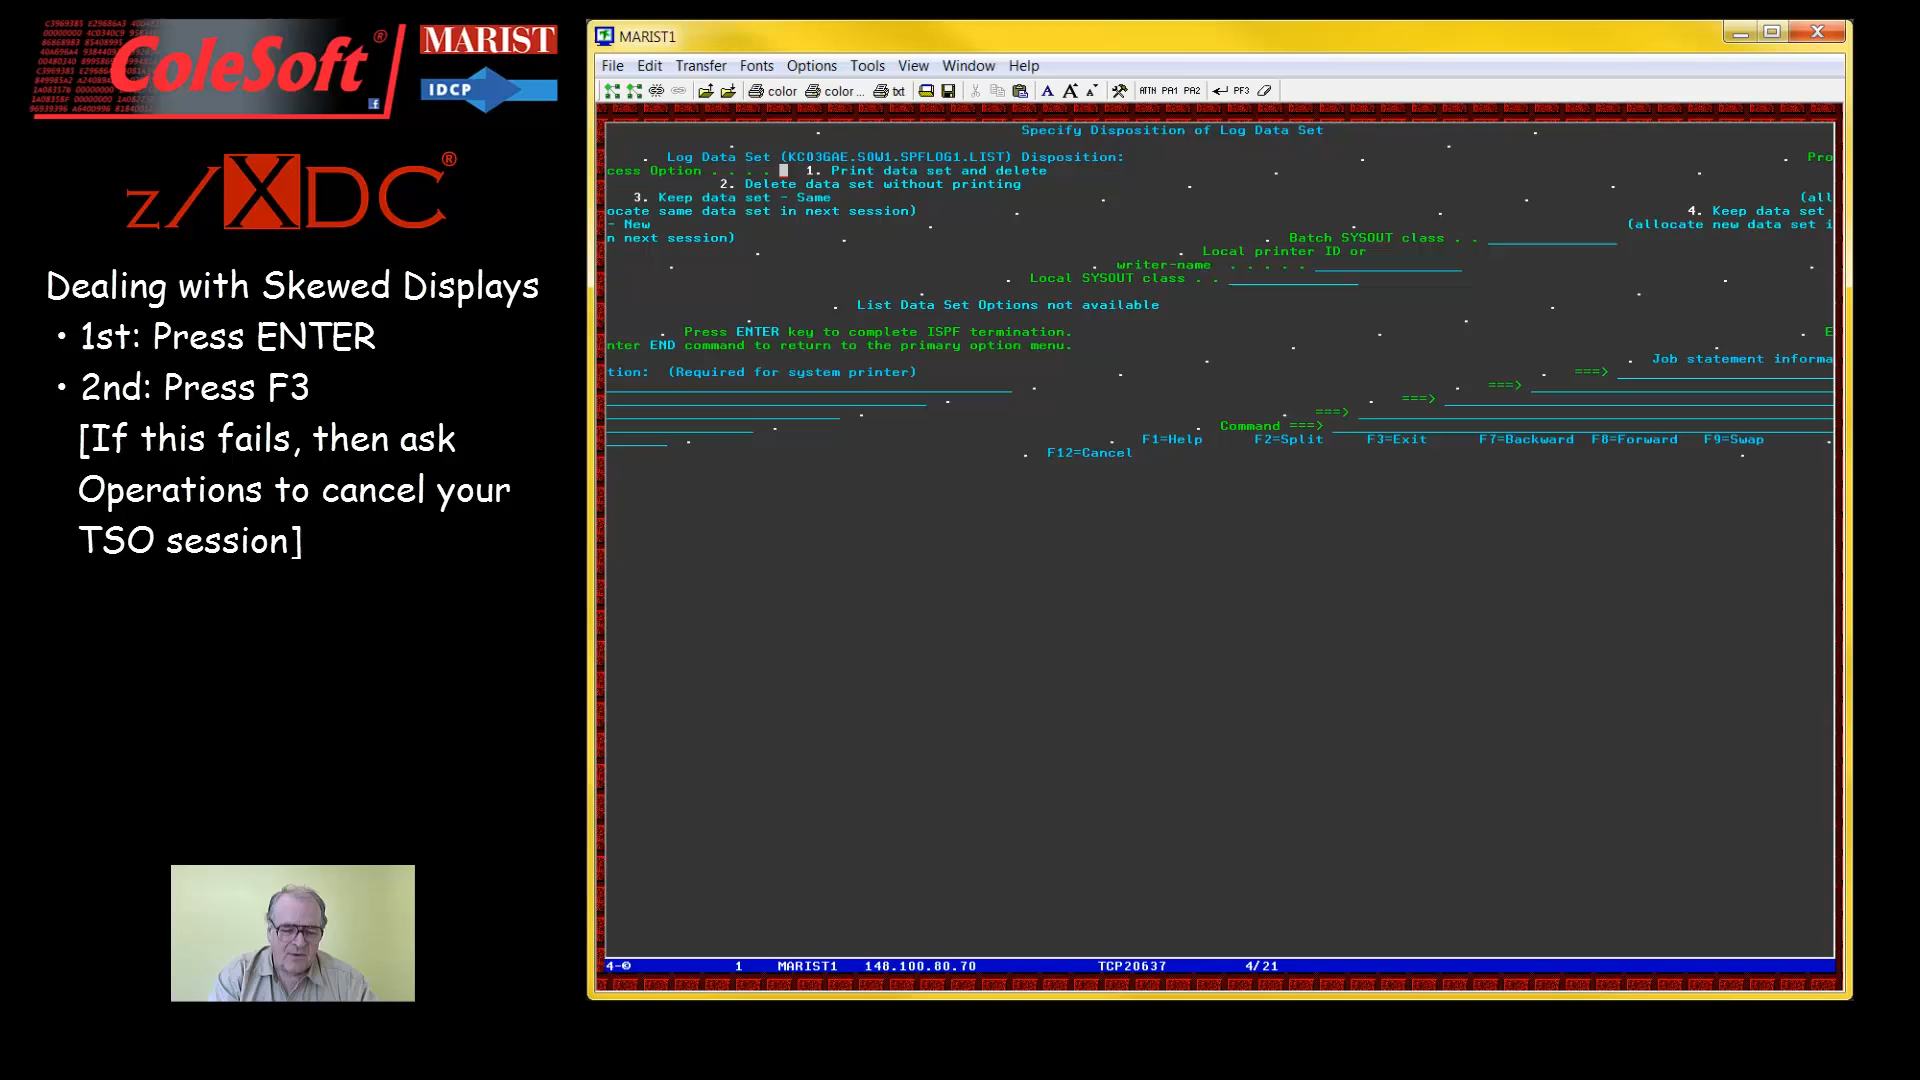 ColeSoft®
MARIST
IDCP
z/XDC®
Dealing with Skewed Displays
• 1st: Press ENTER
• 2nd: Press F3
[If this fails, then ask
Operations to cancel your
TSO session]
MARIST1
File Edit Transfer Fonts Options Tools View Window Help
color color ... txt A A A ATTN PA1 PA2 PF3
Specify Disposition of Log Data Set
Log Data Set (KC03GAE.S0W1.SPFLOG1.LIST) Disposition: Pro
cess Option . . . . 1. Print data set and delete
2. Delete data set without printing
3. Keep data set - Same (all
ocate same data set in next session) 4. Keep data set
- New (allocate new data set i
n next session) Batch SYSOUT class . .
Local printer ID or
writer-name . . . . .
Local SYSOUT class . .
List Data Set Options not available
Press ENTER key to complete ISPF termination. E
nter END command to return to the primary option menu.
Job statement informa
tion: (Required for system printer) ===>
===>
===>
===>
Command ===>
F1=Help F2=Split F3=Exit F7=Backward F8=Forward F9=Swap
F12=Cancel
4-© 1 MARIST1 148.100.80.70 TCP20637 4/21